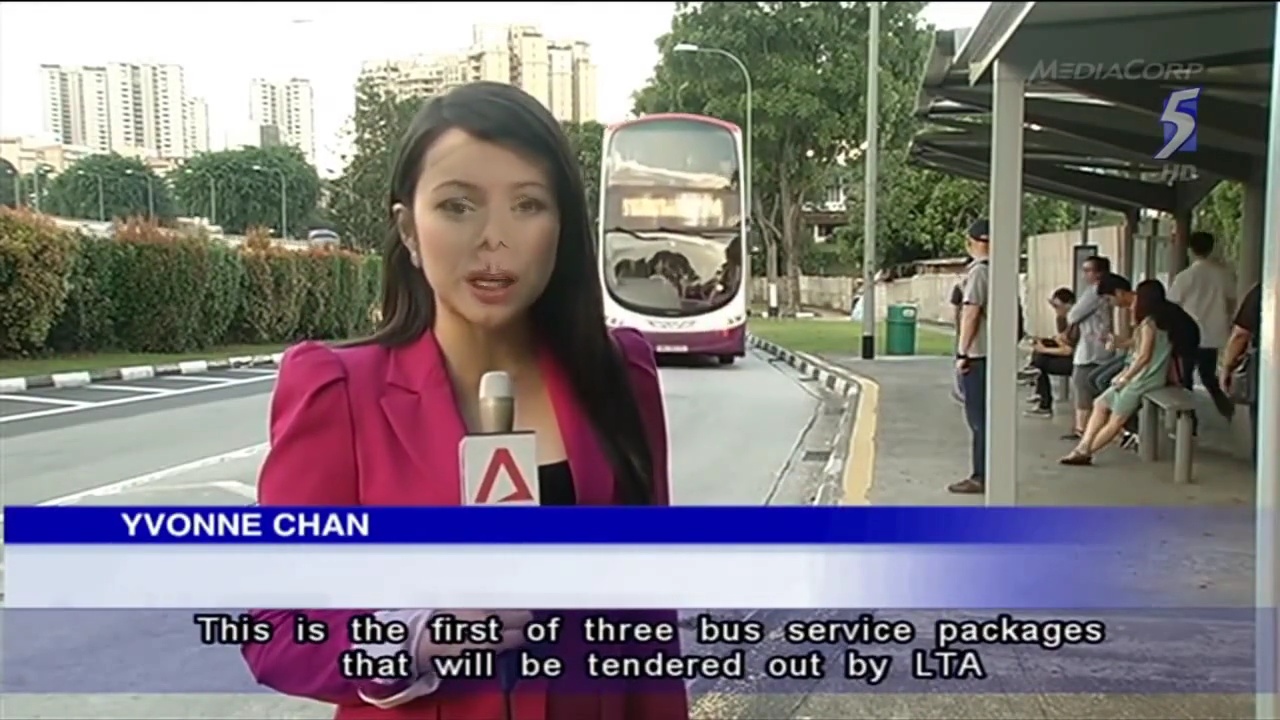 MEDIACORP
5
HD
YVONNE CHAN
This is the first of three bus service packages
that will be tendered out by LTA